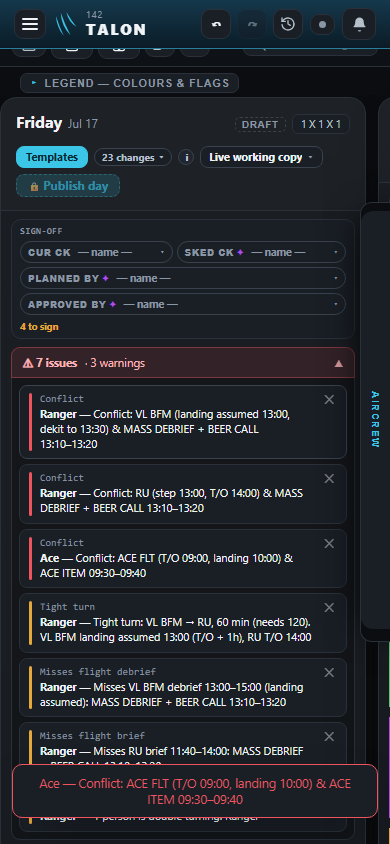 142
TALON
LEGEND — COLOURS & FLAGS
Friday Jul 17
DRAFT
1X1X1
Templates
23 changes
i
Live working copy
Publish day
SIGN-OFF
CUR CK — name —
SKED CK — name —
PLANNED BY — name —
APPROVED BY — name —
4 to sign
7 issues · 3 warnings
Conflict
Ranger — Conflict: VL BFM (landing assumed 13:00,
dekit to 13:30) & MASS DEBRIEF + BEER CALL
13:10–13:20
Conflict
Ranger — Conflict: RU (step 13:00, T/O 14:00) & MASS
DEBRIEF + BEER CALL 13:10–13:20
Conflict
Ace — Conflict: ACE FLT (T/O 09:00, landing 10:00) &
ACE ITEM 09:30–09:40
Tight turn
Ranger — Tight turn: VL BFM → RU, 60 min (needs 120).
VL BFM landing assumed 13:00 (T/O + 1h), RU T/O 14:00
Misses flight debrief
Ranger — Misses VL BFM debrief 13:00–15:00 (landing
assumed): MASS DEBRIEF + BEER CALL 13:10–13:20
Misses flight brief
Ranger — Misses RU brief 11:40–14:00: MASS DEBRIEF
Ace — Conflict: ACE FLT (T/O 09:00, landing 10:00) & ACE
ITEM 09:30–09:40
AIRCREW